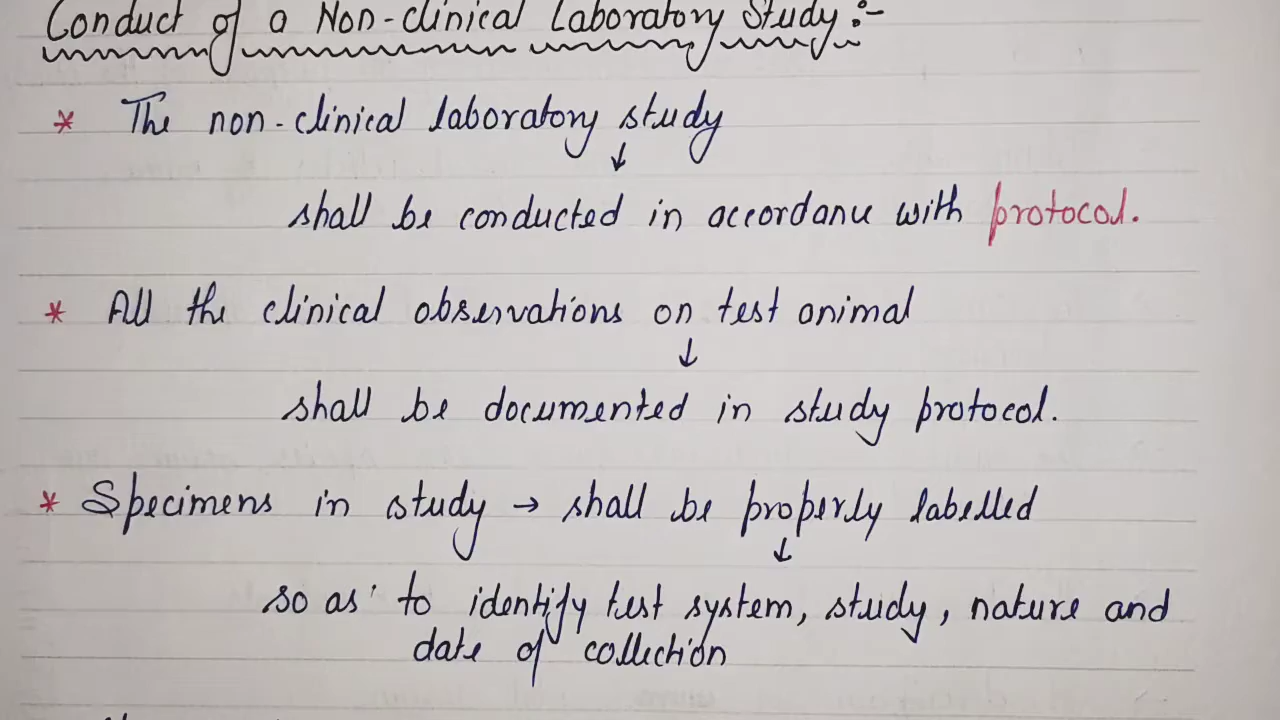 Conduct of a Non-clinical Laboratory Study :-
* The non-clinical laboratory study
↓
shall be conducted in accordance with protocol.
* All the clinical observations on test animal
↓
shall be documented in study protocol.
* Specimens in study → shall be properly labelled
↓
so as to identify test system, study, nature and
date of collection